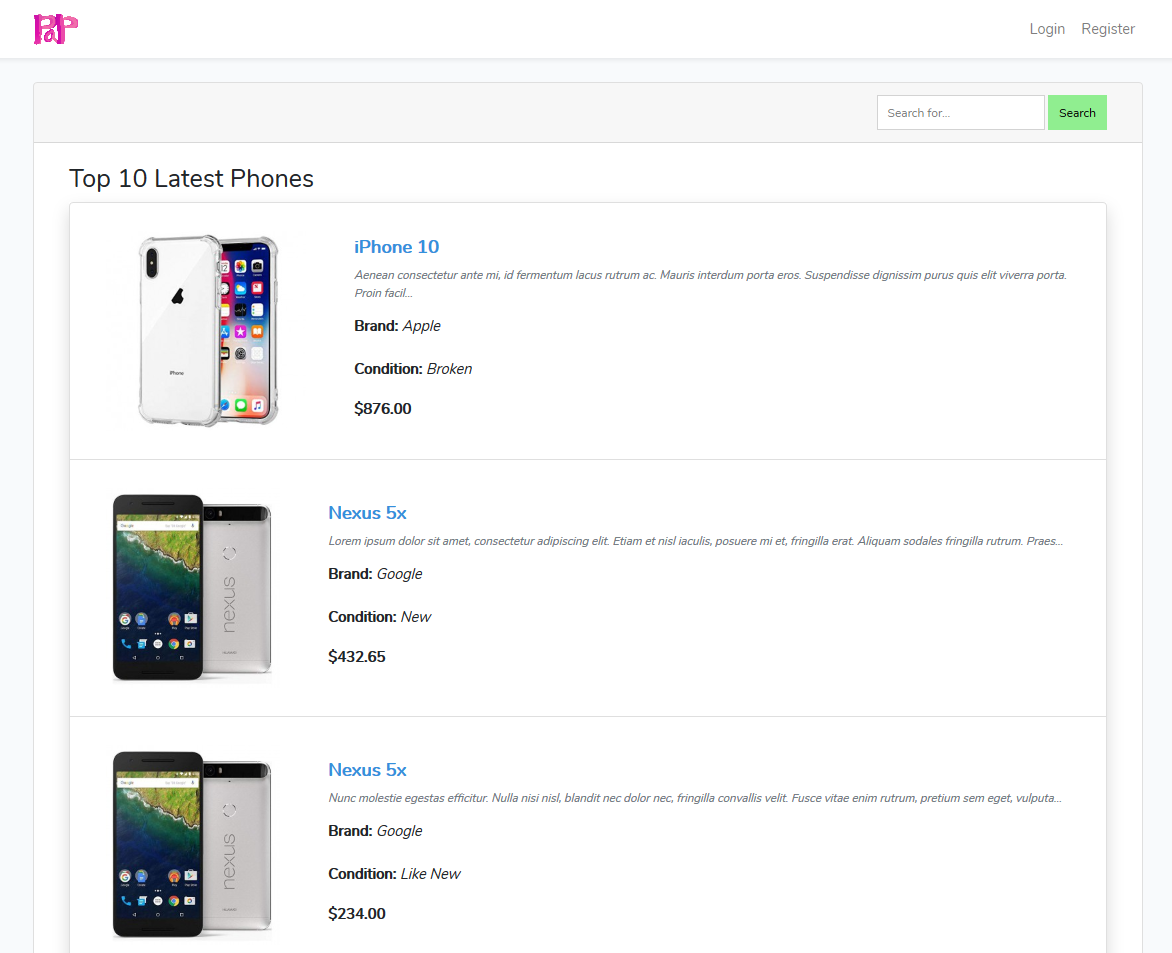 PaP
Login Register
Search for...
Search
Top 10 Latest Phones
iPhone 10
Aenean consectetur ante mi, id fermentum lacus rutrum ac. Mauris interdum porta eros. Suspendisse dignissim purus quis elit viverra porta.
Proin facil...
Brand: Apple
Condition: Broken
$876.00
iPhone
Nexus 5x
Lorem ipsum dolor sit amet, consectetur adipiscing elit. Etiam et nisl iaculis, posuere mi et, fringilla erat. Aliquam sodales fringilla rutrum. Praes...
Brand: Google
Condition: New
$432.65
nexus
Nexus 5x
Nunc molestie egestas efficitur. Nulla nisi nisl, blandit nec dolor nec, fringilla convallis velit. Fusce vitae enim rutrum, pretium sem eget, vulputa...
Brand: Google
Condition: Like New
$234.00
nexus